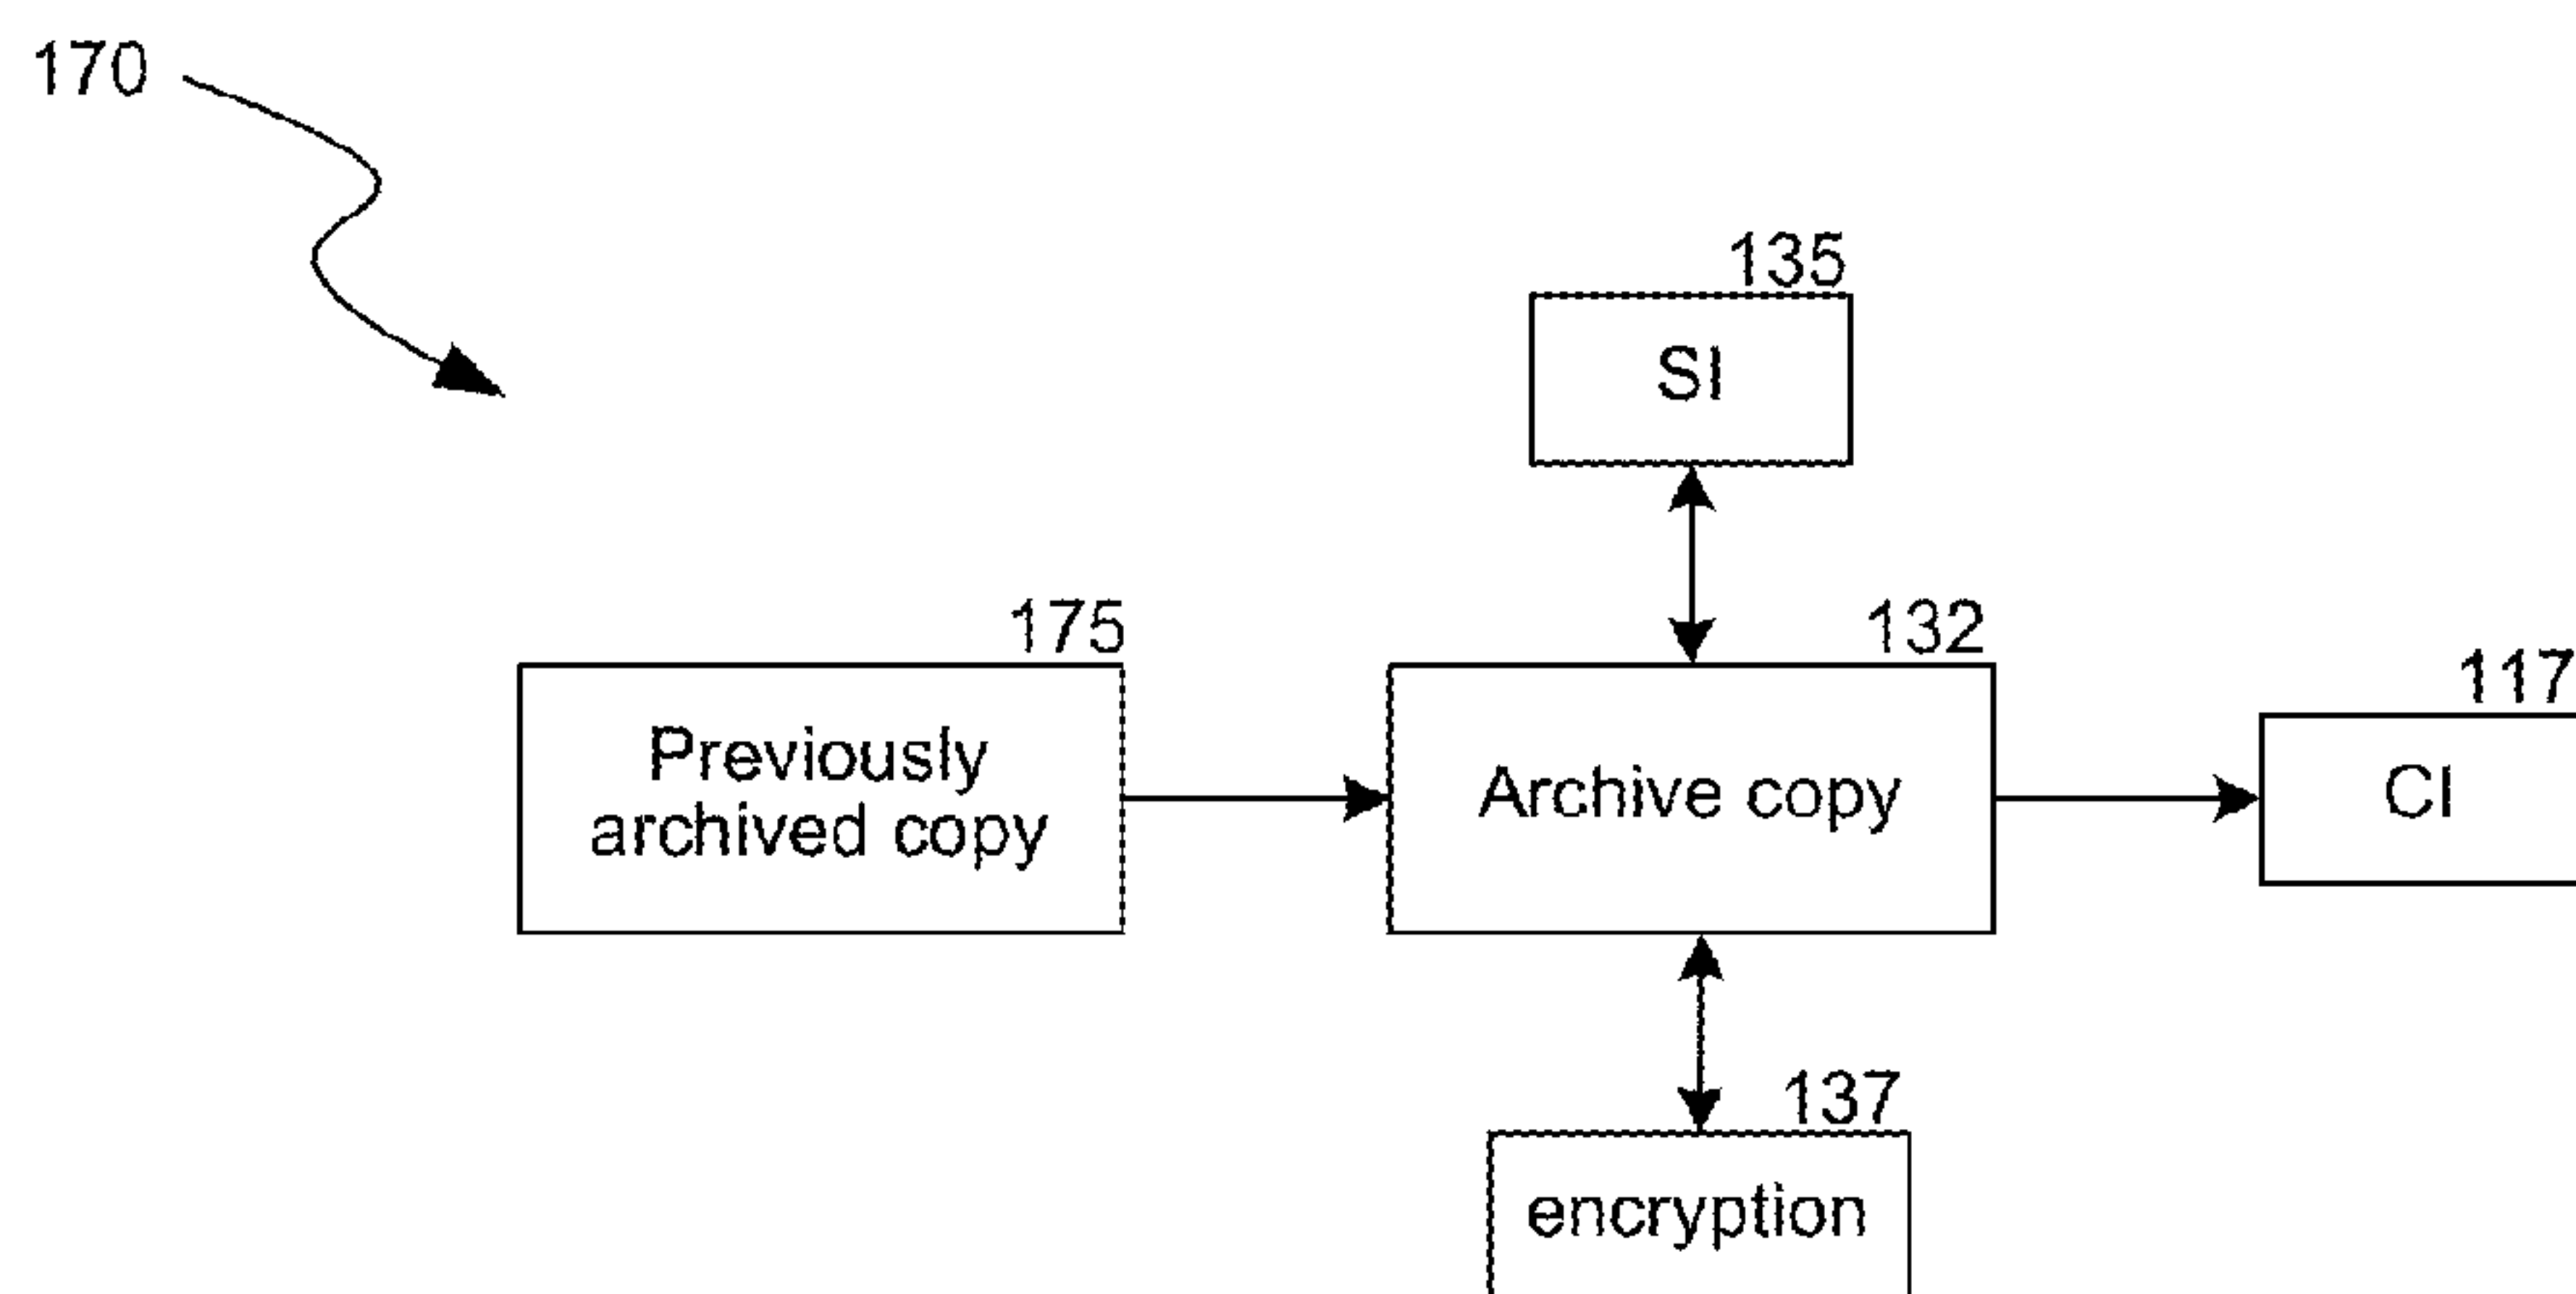 170
135
SI
175
132
117
Previously
archived copy
Archive copy
CI
137
encryption